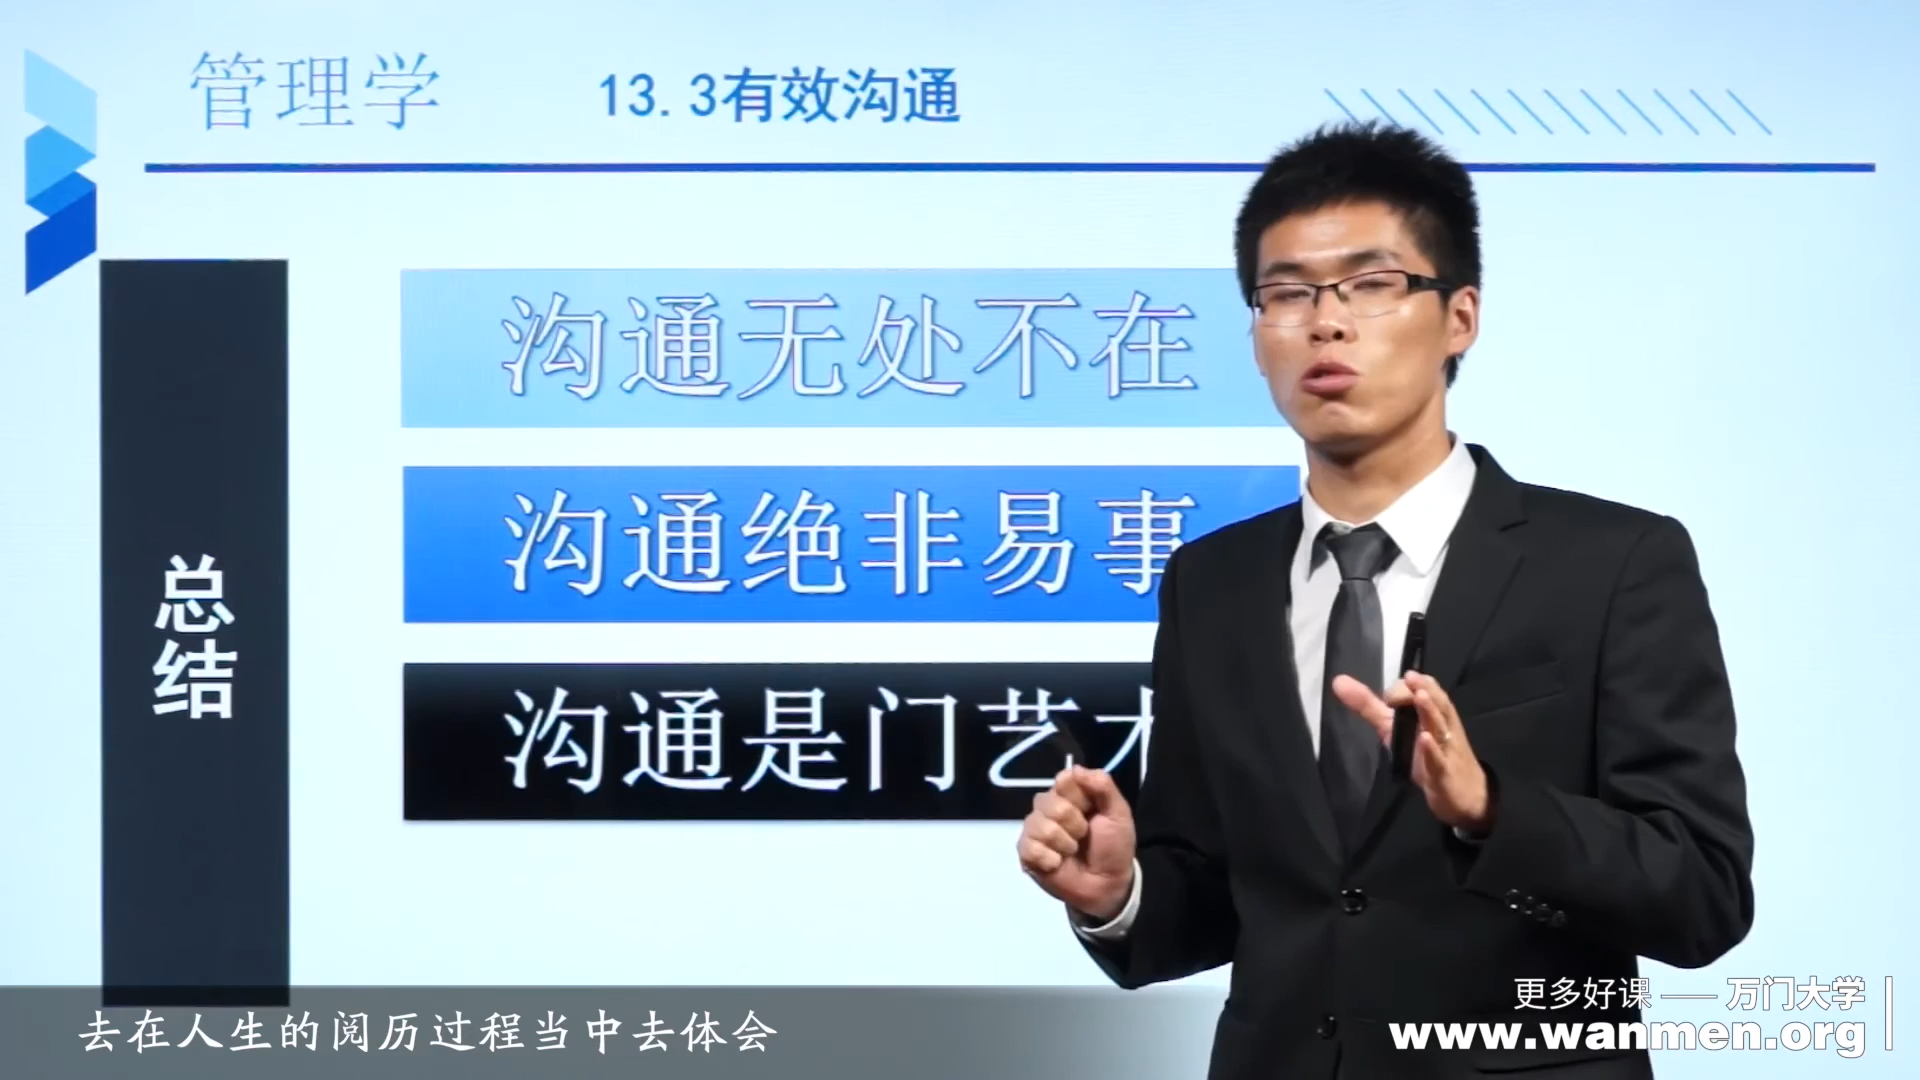 管理学
13.3有效沟通
总结
沟通无处不在
沟通绝非易事
沟通是门艺术
去在人生的阅历过程当中去体会
更多好课 —— 万门大学
www.wanmen.org